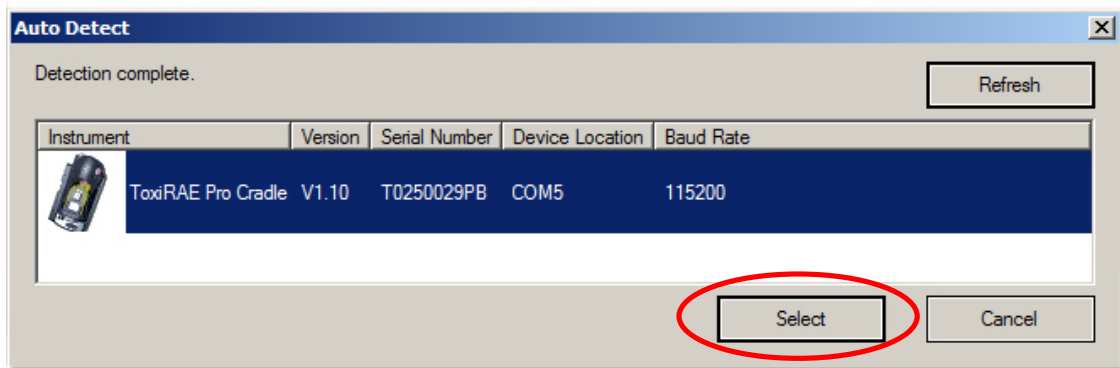 Auto Detect
Detection complete.
Refresh
Instrument Version Serial Number Device Location Baud Rate
ToxiRAE Pro Cradle V1.10 T0250029PB COM5 115200
Select Cancel